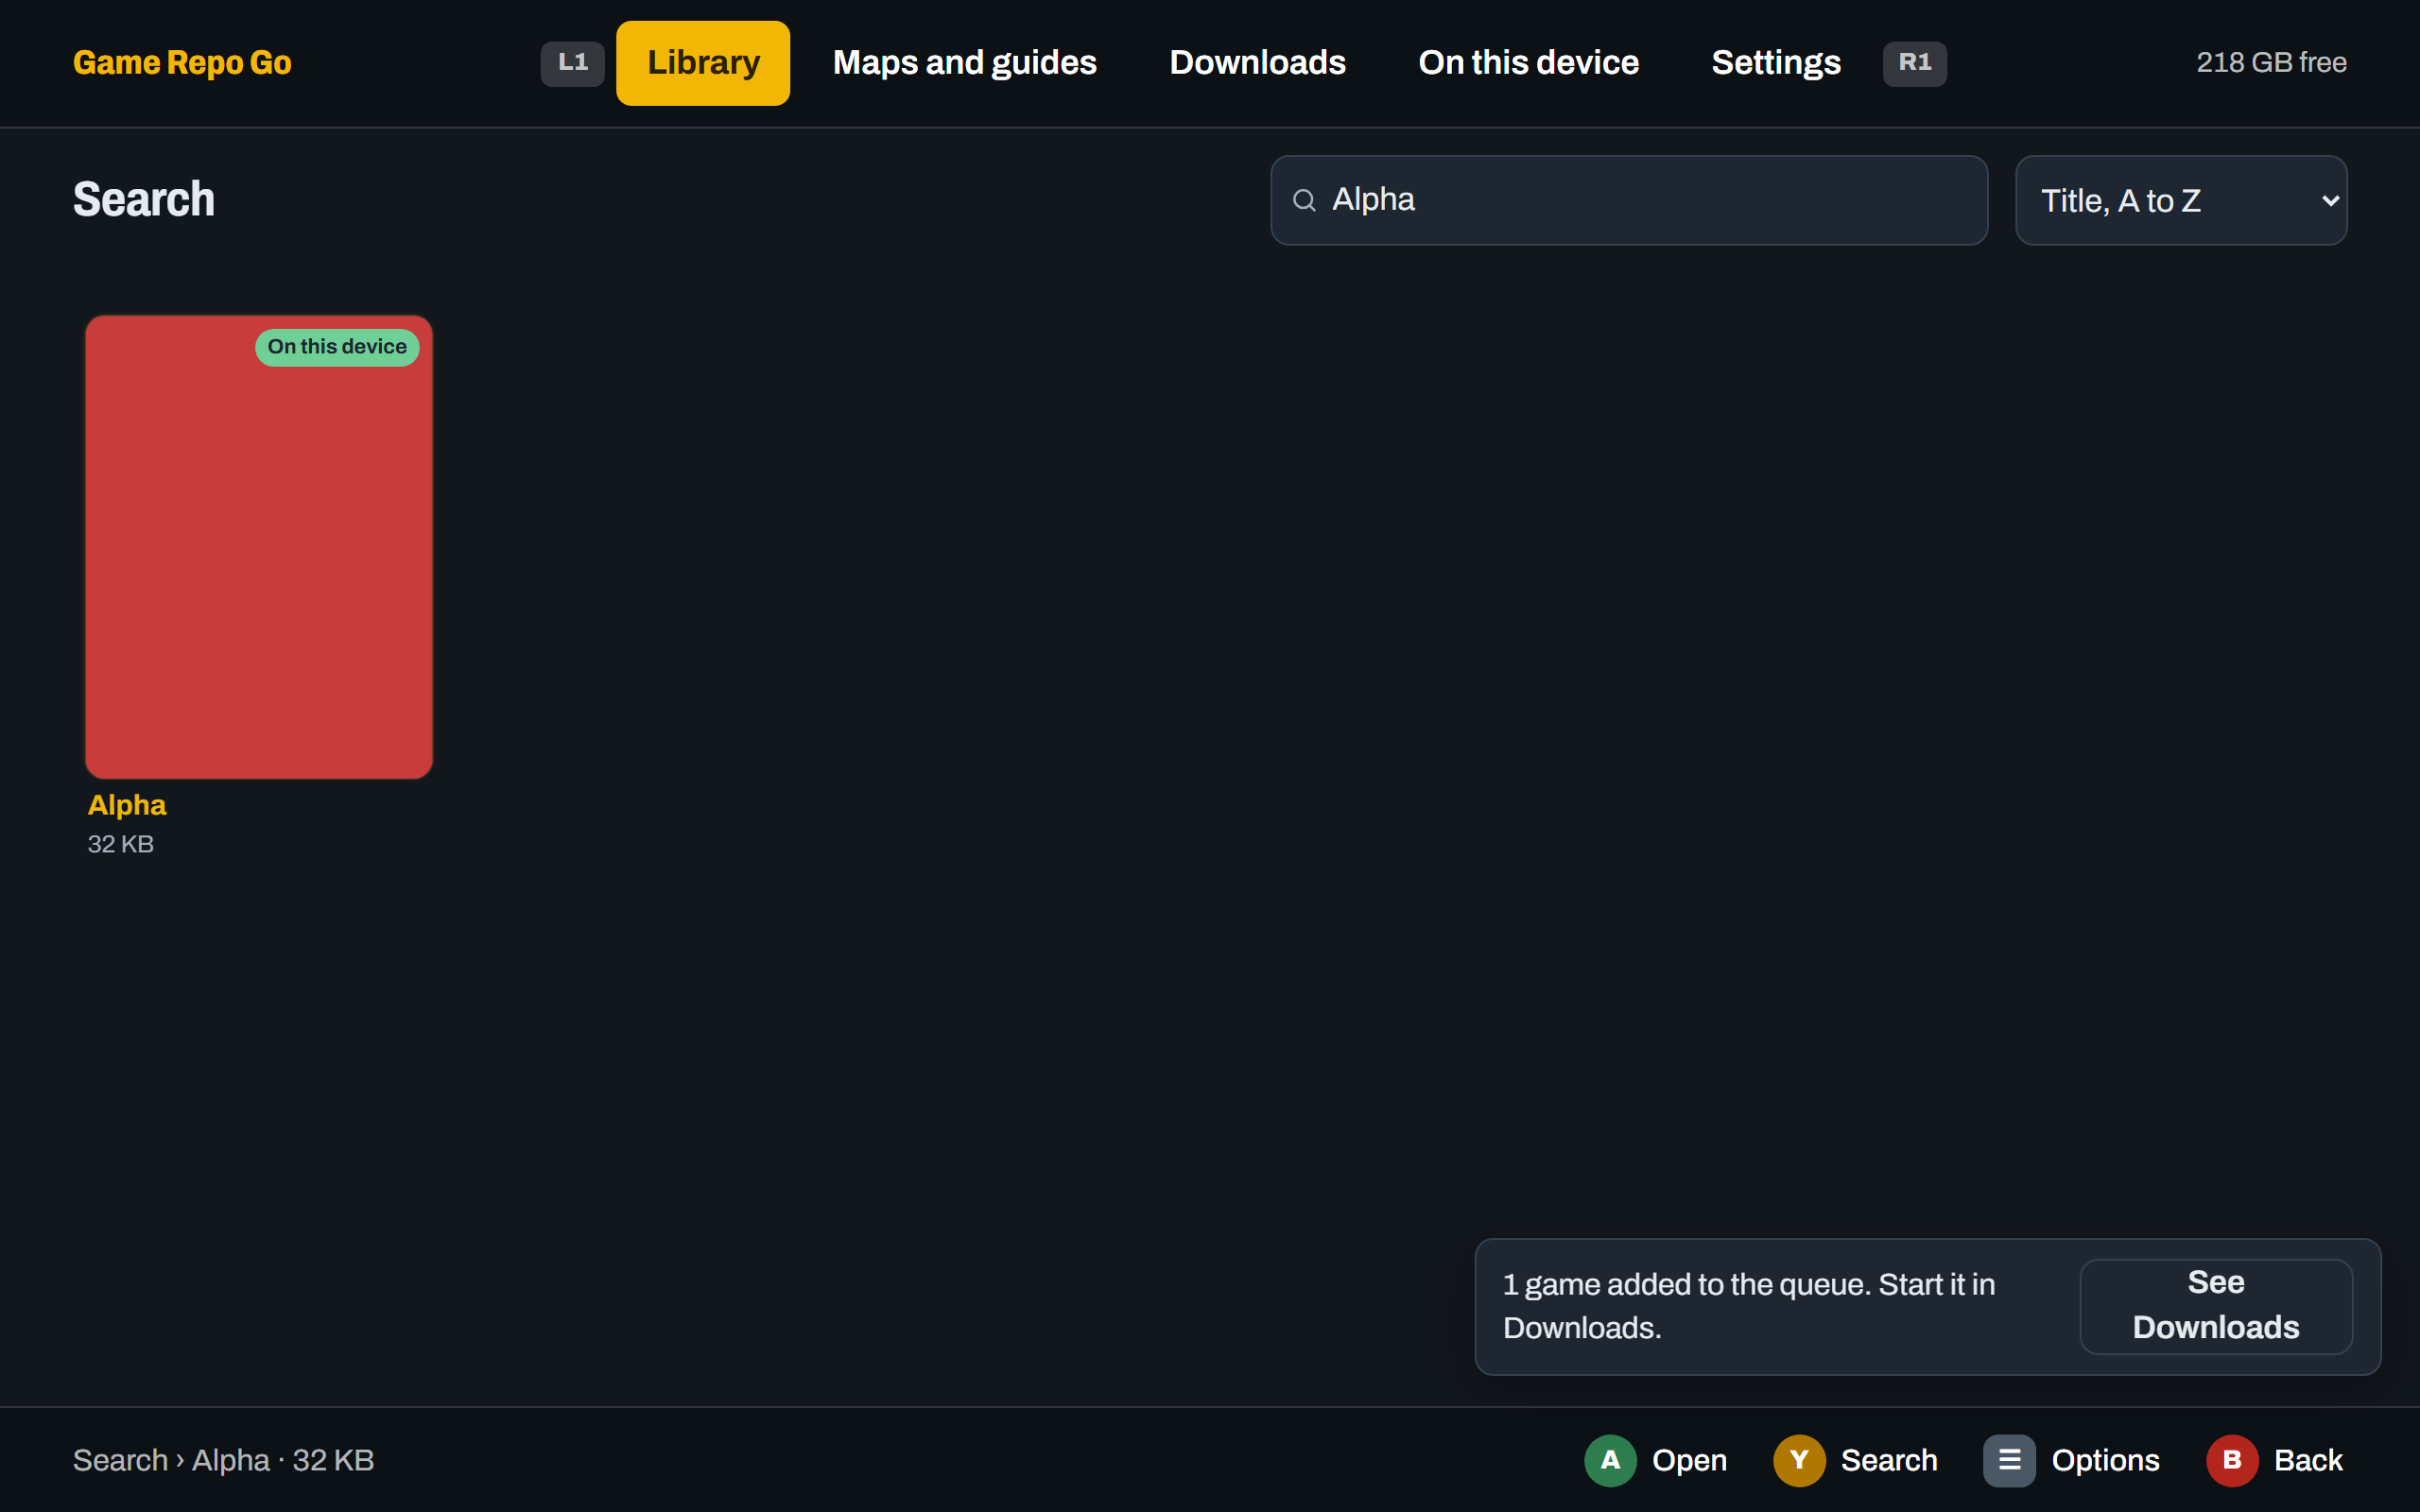 Game Repo Go
L1
Library
Maps and guides
Downloads
On this device
Settings
R1
218 GB free
Search
Alpha
Title, A to Z
On this device
Alpha
32 KB
1 game added to the queue. Start it in
Downloads.
See
Downloads
Search › Alpha · 32 KB
A Open
Y Search
☰ Options
B Back